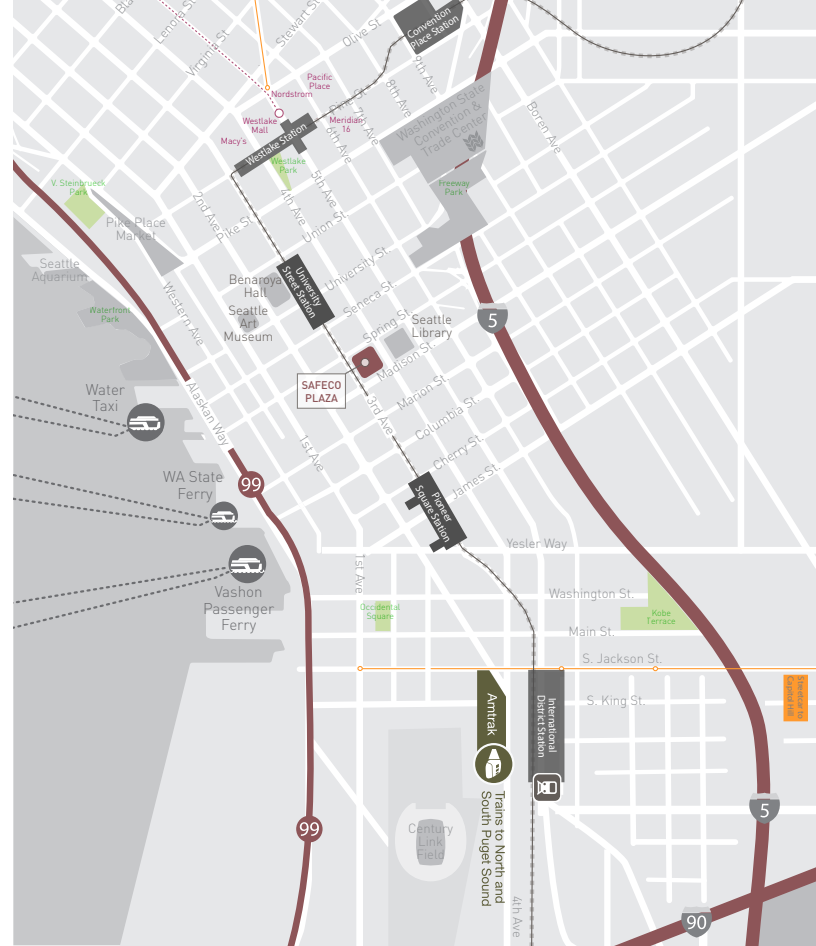 Lenora St.
Virginia St.
Stewart St.
Olive St.
Convention
Place Station
9th Ave
8th Ave
7th Ave
6th Ave
5th Ave
4th Ave
2nd Ave
Pine St.
Pike St.
Boren Ave
Pacific
Place
Nordstrom
Westlake
Mall
Meridian
16
Macy's
Westlake Station
Westlake
Park
Washington State
Convention &
Trade Center
Freeway
Park
V. Steinbrueck
Park
Pike Place
Market
Union St.
University St.
Seneca St.
Spring St.
Madison St.
Marion St.
Columbia St.
Cherry St.
James St.
Seattle
Aquarium
Waterfront
Park
Western Ave
Benaroya
Hall
Seattle
Art
Museum
University
Street Station
Seattle
Library
SAFECO
PLAZA
5
Water
Taxi
Alaskan Way
3rd Ave
1st Ave
99
WA State
Ferry
Pioneer
Square Station
Vashon
Passenger
Ferry
Yesler Way
1st Ave
Washington St.
Occidental
Square
Kobe
Terrace
Main St.
S. Jackson St.
S. King St.
Streetcar to
Capitol Hill
Amtrak
International
District Station
Trains to North and
South Puget Sound
Century
Link
Field
99
5
4th Ave
90